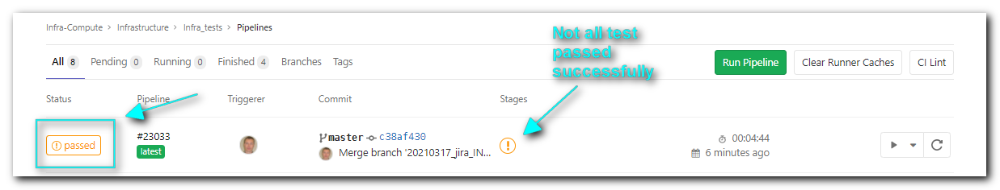 Infra-Compute > Infrastructure > Infra_tests > Pipelines
Not all test
passed
successfully
All 8 Pending 0 Running 0 Finished 4 Branches Tags
Run Pipeline Clear Runner Caches CI Lint
Status Pipeline Triggerer Commit Stages
passed
#23033
latest
master c38af430
Merge branch '20210317_jira_IN...
00:04:44
6 minutes ago